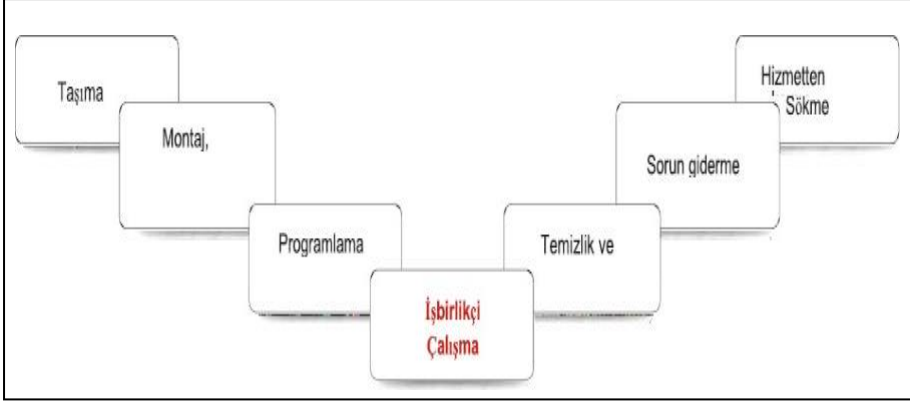 Taşıma
Montaj,
Programlama
İşbirlikçi
Çalışma
Temizlik ve
Sorun giderme
Hizmetten
Sökme